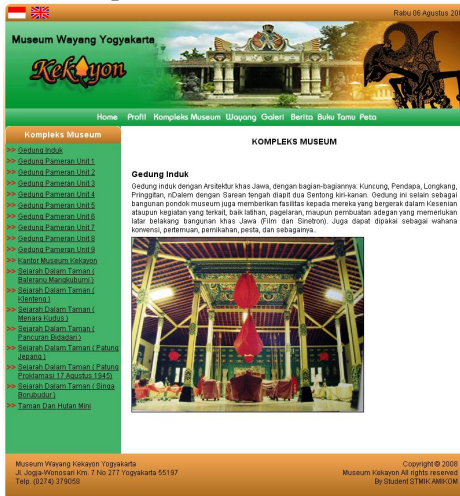 Rabu 06 Agustus 20
Museum Wayang Yogyakarta
Kekayon
Home Profil Kompleks Museum Wayang Galeri Berita Buku Tamu Peta
Kompleks Museum
>> Gedung Induk
>> Gedung Pameran Unit 1
>> Gedung Pameran Unit 2
>> Gedung Pameran Unit 3
>> Gedung Pameran Unit 4
>> Gedung Pameran Unit 5
>> Gedung Pameran Unit 6
>> Gedung Pameran Unit 7
>> Gedung Pameran Unit 8
>> Gedung Pameran Unit 9
>> Kantor Museum Kekayon
>> Sejarah Dalam Taman (
Bateranu Mangkubumi )
>> Sejarah Dalam Taman (
Klenteng )
>> Sejarah Dalam Taman (
Menara Kudus )
>> Sejarah Dalam Taman (
Pancuran Bidadari )
>> Sejarah Dalam Taman ( Patung
Jepang )
>> Sejarah Dalam Taman ( Patung
Proklamasi 17 Agustus 1945)
>> Sejarah Dalam Taman ( Singa
Borubudur )
>> Taman Dan Hutan Mini
KOMPLEKS MUSEUM
Gedung Induk
Gedung induk dengan Arsitektur khas Jawa, dengan bagian-bagiannya: Kuncung, Pendapa, Longkang,
Pringgitan, nDalem dengan Sarean tengah diapit dua Sentong kiri-kanan. Gedung ini selain sebagai
bangunan pondok museum juga memberikan fasilitas kepada mereka yang bergerak dalam Kesenian
ataupun kegiatan yang terkait, baik latihan, pagelaran, maupun pembuatan adegan yang memerlukan
latar belakang bangunan khas Jawa (Film dan Sinetron). Juga dapat dipakai sebagai wahana
konvensi, pertemuan, pernikahan, pesta, dan sebagainya..
Museum Wayang Kekayon Yogyakarta
Jl. Jogja-Wonosari Km. 7 No.277 Yogyakarta 55197
Telp. (0274) 379058
Copyright © 2008
Museum Kekayon All rights reserved
By Student STMIK AMIKOM